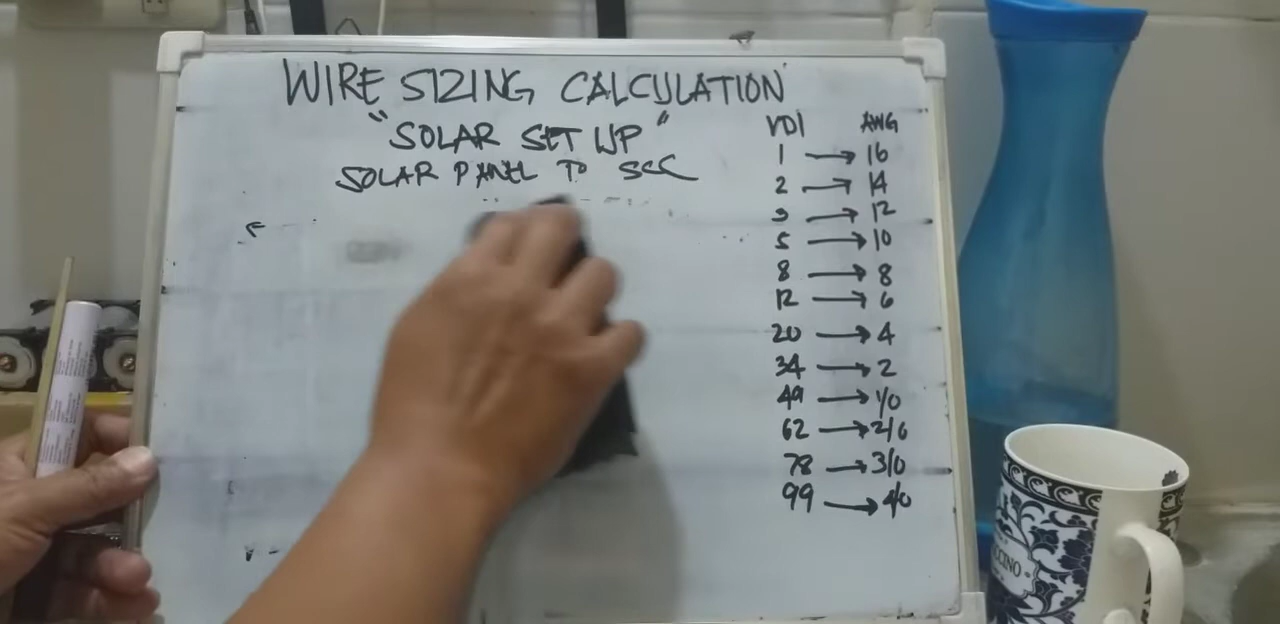 WIRE SIZING CALCULATION
"SOLAR SET UP"
SOLAR PANEL TO SCC
VDI AWG
1 → 16
2 → 14
3 → 12
5 → 10
8 → 8
12 → 6
20 → 4
34 → 2
49 → 1/0
62 → 2/0
78 → 3/0
99 → 4/0
CCINO